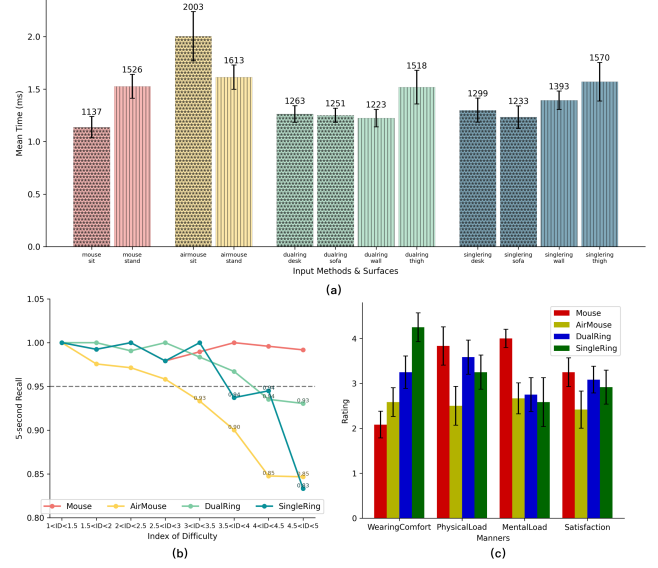 2003
2.0
1613
1570
1526
1518
1.5
1393
1299
1263
1251
1233
1223
1137
1.0
0.5
0.0
Mean Time (ms)
mouse sit
mouse stand
airmouse sit
airmouse stand
dualring desk
dualring sofa
dualring wall
dualring thigh
singlering desk
singlering sofa
singlering wall
singlering thigh
Input Methods & Surfaces
(a)
1.05
1.00
0.95
0.90
0.85
0.80
5-second Recall
0.93
0.90
0.94
0.94
0.94
0.93
0.85
0.85
0.83
Mouse
AirMouse
DualRing
SingleRing
1<ID<1.5
1.5<ID<2
2<ID<2.5
2.5<ID<3
3<ID<3.5
3.5<ID<4
4<ID<4.5
4.5<ID<5
Index of Difficulty
(b)
Mouse
AirMouse
DualRing
SingleRing
4
3
2
1
0
Rating
WearingComfort
PhysicalLoad
MentalLoad
Satisfaction
Manners
(c)